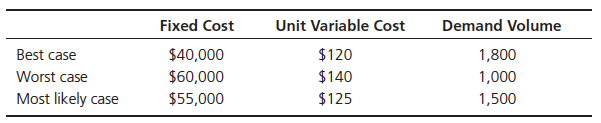 Fixed Cost Unit Variable Cost Demand Volume
Best case $40,000 $120 1,800
Worst case $60,000 $140 1,000
Most likely case $55,000 $125 1,500